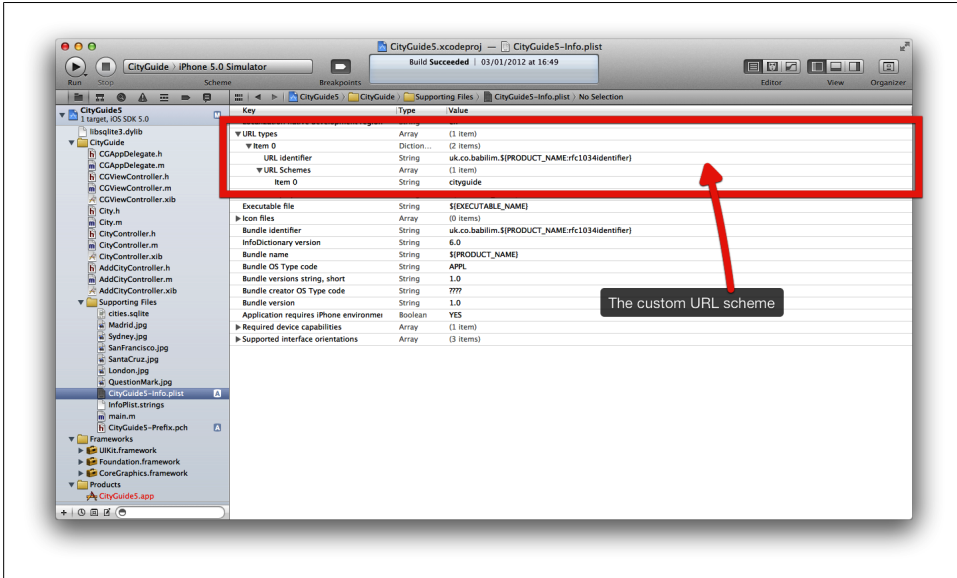 CityGuide5.xcodeproj — CityGuide5-Info.plist
CityGuide ⟩ iPhone 5.0 Simulator
Build Succeeded | 03/01/2012 at 16:49
Run Stop Scheme Breakpoints Editor View Organizer
CityGuide5 ⟩ CityGuide ⟩ Supporting Files ⟩ CityGuide5-Info.plist ⟩ No Selection
CityGuide5 M
1 target, iOS SDK 5.0
libsqlite3.dylib
CityGuide
CGAppDelegate.h
CGAppDelegate.m
CGViewController.h
CGViewController.m
CGViewController.xib
City.h
City.m
CityController.h
CityController.m
CityController.xib
AddCityController.h
AddCityController.m
AddCityController.xib
Supporting Files
cities.sqlite
Madrid.jpg
Sydney.jpg
SanFrancisco.jpg
SantaCruz.jpg
London.jpg
QuestionMark.jpg
CityGuide5-Info.plist A
InfoPlist.strings
main.m
CityGuide5-Prefix.pch A
Frameworks
UIKit.framework
Foundation.framework
CoreGraphics.framework
Products
CityGuide5.app
Key Type Value
URL types Array (1 item)
Item 0 Diction... (2 items)
URL identifier String uk.co.babilim.${PRODUCT_NAME:rfc1034identifier}
URL Schemes Array (1 item)
Item 0 String cityguide
Executable file String ${EXECUTABLE_NAME}
Icon files Array (0 items)
Bundle identifier String uk.co.babilim.${PRODUCT_NAME:rfc1034identifier}
InfoDictionary version String 6.0
Bundle name String ${PRODUCT_NAME}
Bundle OS Type code String APPL
Bundle versions string, short String 1.0
Bundle creator OS Type code String ????
Bundle version String 1.0
Application requires iPhone environmer Boolean YES
Required device capabilities Array (1 item)
Supported interface orientations Array (3 items)
The custom URL scheme